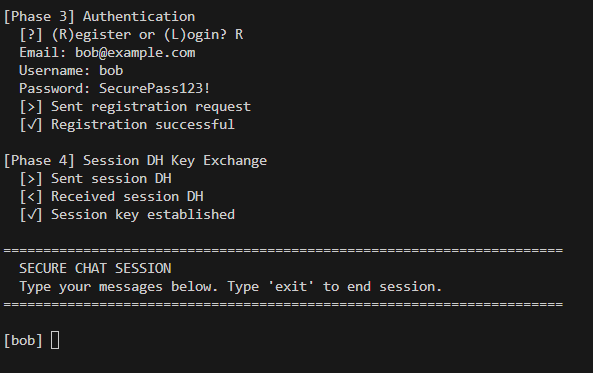 [Phase 3] Authentication
[?] (R)egister or (L)ogin? R
Email: bob@example.com
Username: bob
Password: SecurePass123!
[>] Sent registration request
[✓] Registration successful
[Phase 4] Session DH Key Exchange
[>] Sent session DH
[<] Received session DH
[✓] Session key established
======================================================================
SECURE CHAT SESSION
Type your messages below. Type 'exit' to end session.
======================================================================
[bob]